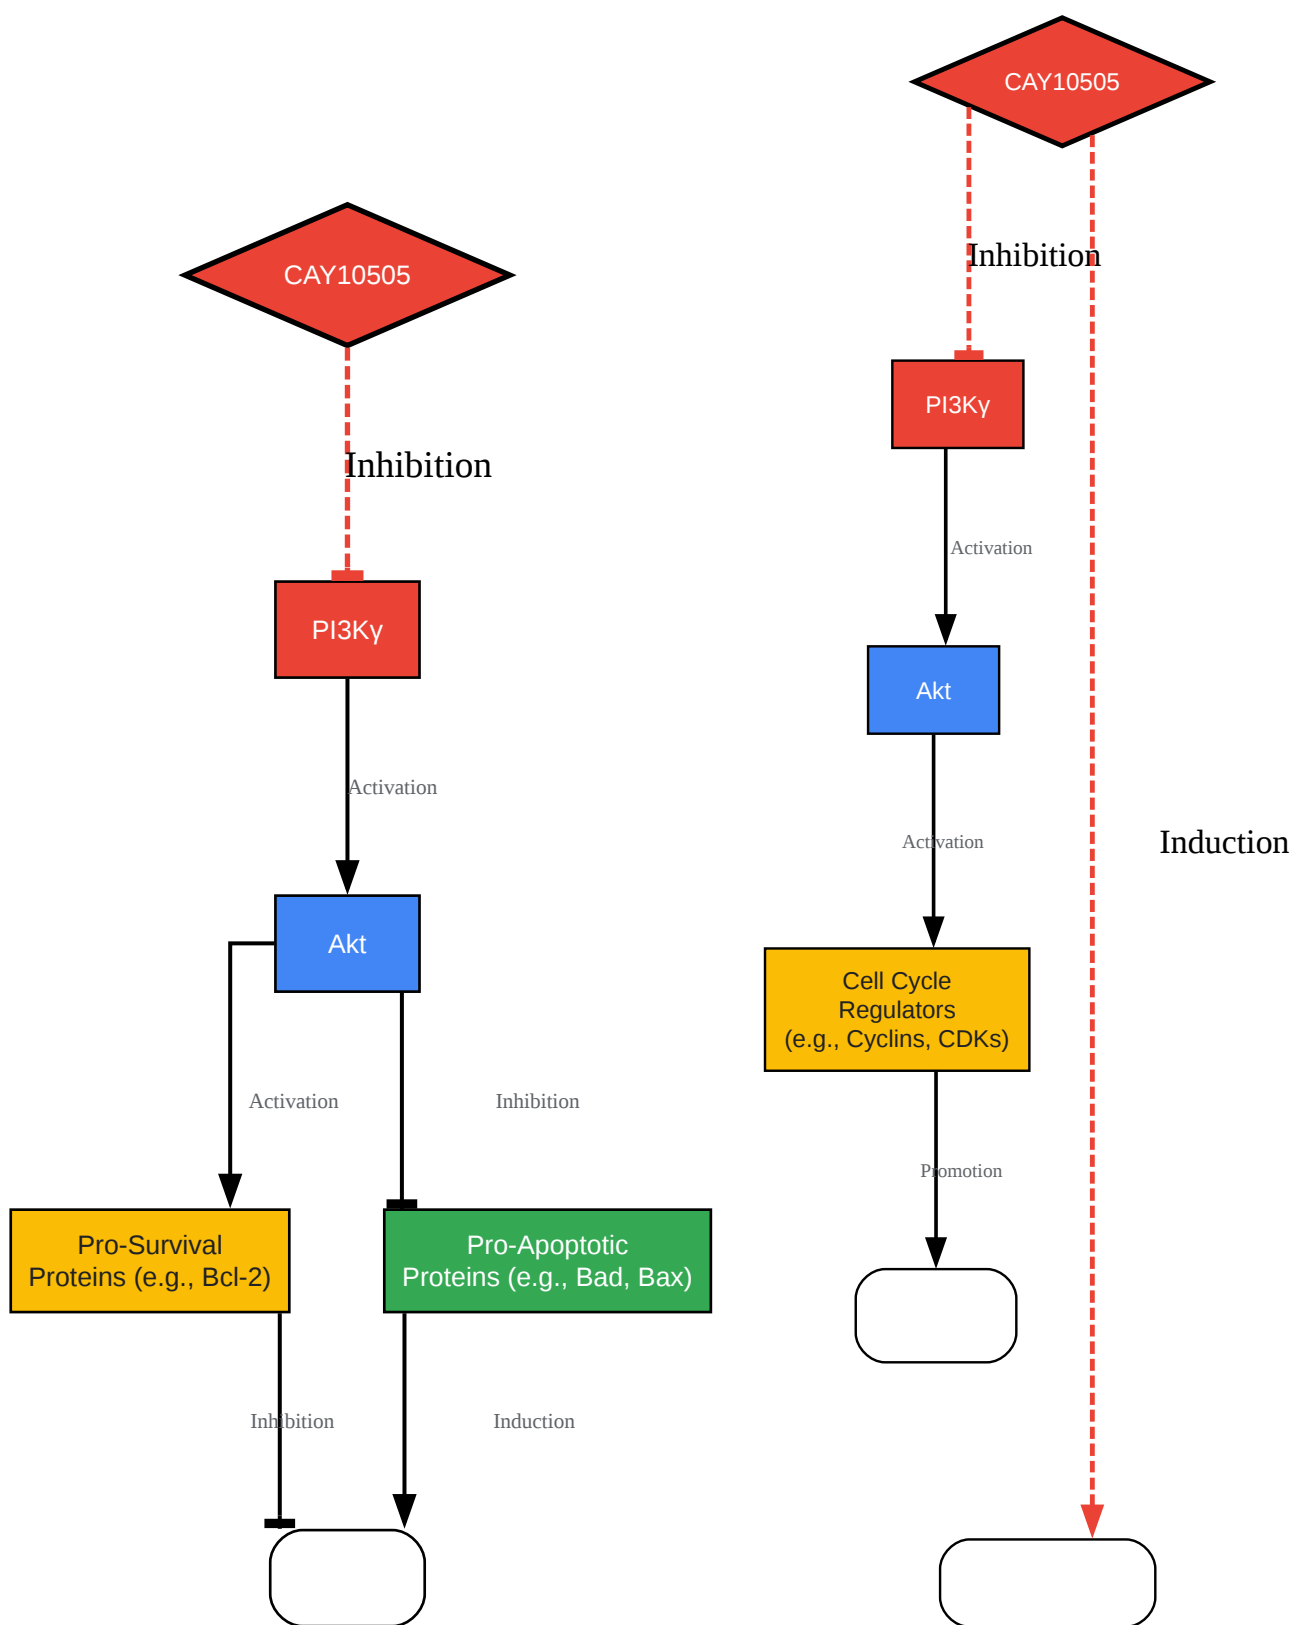 CAY10505
Inhibition
PI3Kγ
Activation
Akt
Activation
Inhibition
Pro-Survival
Proteins (e.g., Bcl-2)
Pro-Apoptotic
Proteins (e.g., Bad, Bax)
Inhibition
Induction
CAY10505
Inhibition
PI3Kγ
Activation
Akt
Activation
Induction
Cell Cycle
Regulators
(e.g., Cyclins, CDKs)
Promotion